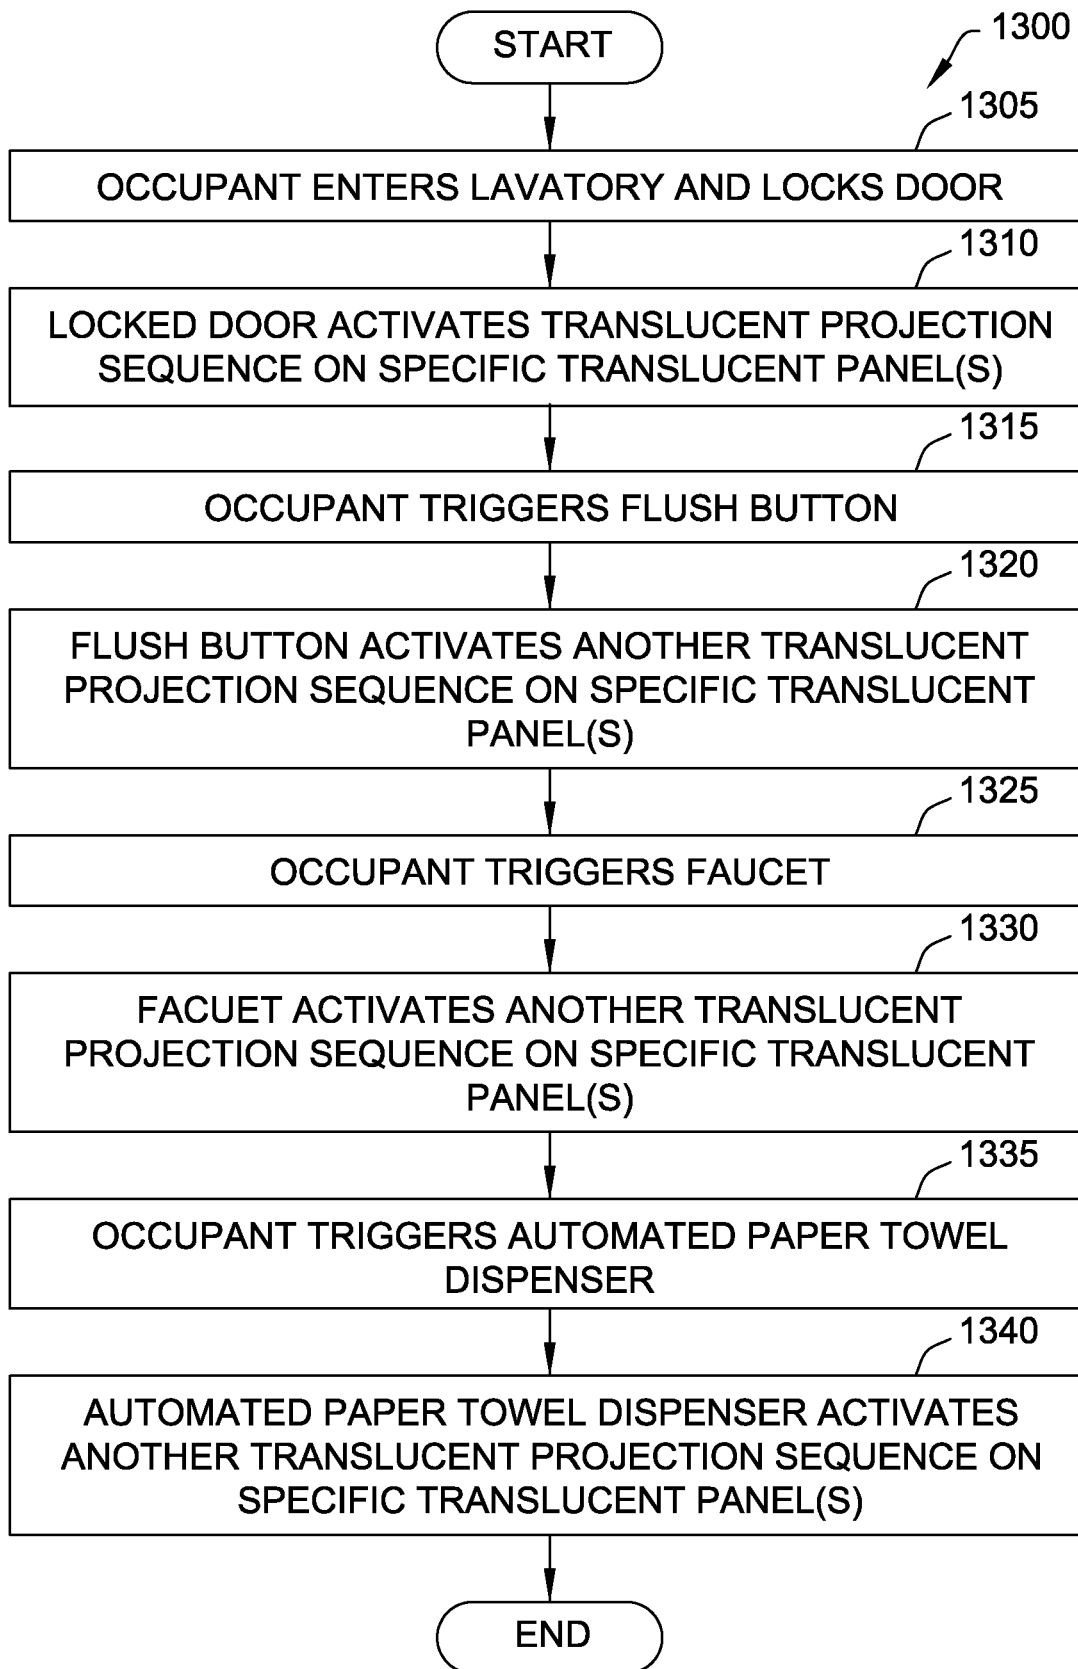 START
1300
1305
OCCUPANT ENTERS LAVATORY AND LOCKS DOOR
1310
LOCKED DOOR ACTIVATES TRANSLUCENT PROJECTION
SEQUENCE ON SPECIFIC TRANSLUCENT PANEL(S)
1315
OCCUPANT TRIGGERS FLUSH BUTTON
1320
FLUSH BUTTON ACTIVATES ANOTHER TRANSLUCENT
PROJECTION SEQUENCE ON SPECIFIC TRANSLUCENT
PANEL(S)
1325
OCCUPANT TRIGGERS FAUCET
1330
FACUET ACTIVATES ANOTHER TRANSLUCENT
PROJECTION SEQUENCE ON SPECIFIC TRANSLUCENT
PANEL(S)
1335
OCCUPANT TRIGGERS AUTOMATED PAPER TOWEL
DISPENSER
1340
AUTOMATED PAPER TOWEL DISPENSER ACTIVATES
ANOTHER TRANSLUCENT PROJECTION SEQUENCE ON
SPECIFIC TRANSLUCENT PANEL(S)
END